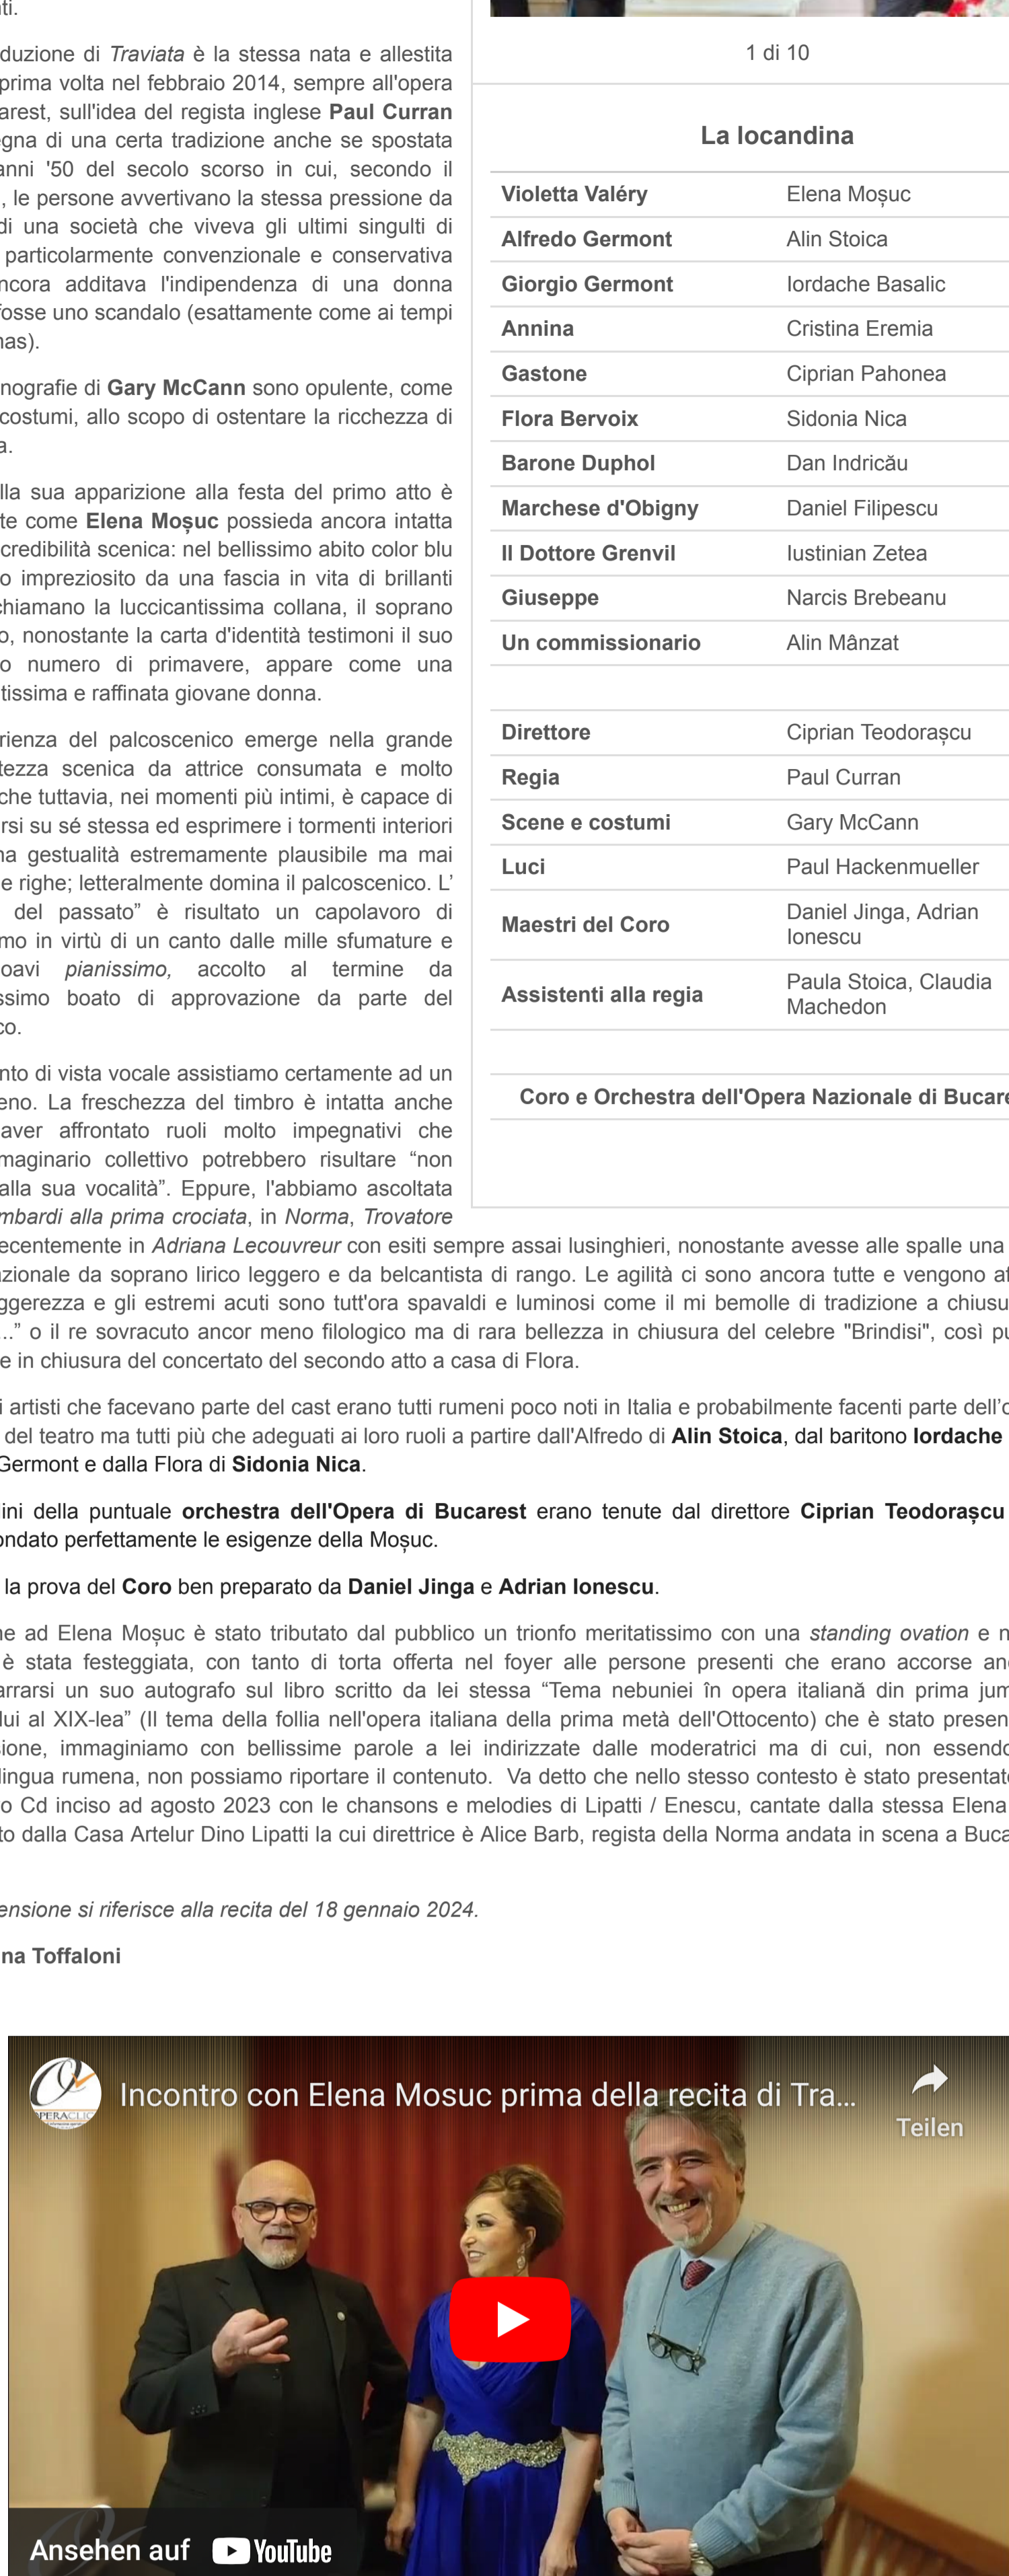 ti.
duzione di Traviata è la stessa nata e allestita
prima volta nel febbraio 2014, sempre all'opera
arest, sull'idea del regista inglese Paul Curran
egna di una certa tradizione anche se spostata
anni '50 del secolo scorso in cui, secondo il
, le persone avvertivano la stessa pressione da
di una società che viveva gli ultimi singulti di
particolarmente convenzionale e conservativa
ncora additava l'indipendenza di una donna
fosse uno scandalo (esattamente come ai tempi
mas).
nografie di Gary McCann sono opulente, come
costumi, allo scopo di ostentare la ricchezza di
a.
lla sua apparizione alla festa del primo atto è
te come Elena Moșuc possieda ancora intatta
credibilità scenica: nel bellissimo abito color blu
o impreziosito da una fascia in vita di brillanti
chiamano la luccicantissima collana, il soprano
o, nonostante la carta d'identità testimoni il suo
o numero di primavere, appare come una
tissima e raffinata giovane donna.
rienza del palcoscenico emerge nella grande
tezza scenica da attrice consumata e molto
che tuttavia, nei momenti più intimi, è capace di
rsi su sé stessa ed esprimere i tormenti interiori
na gestualità estremamente plausibile ma mai
e righe; letteralmente domina il palcoscenico. L'
del passato” è risultato un capolavoro di
mo in virtù di un canto dalle mille sfumature e
oavi pianissimo, accolto al termine da
ssimo boato di approvazione da parte del
co.
nto di vista vocale assistiamo certamente ad un
eno. La freschezza del timbro è intatta anche
aver affrontato ruoli molto impegnativi che
maginario collettivo potrebbero risultare “non
alla sua vocalità”. Eppure, l'abbiamo ascoltata
mbardi alla prima crociata, in Norma, Trovatore
1 di 10
La locandina
Violetta Valéry Elena Moșuc
Alfredo Germont Alin Stoica
Giorgio Germont Iordache Basalic
Annina Cristina Eremia
Gastone Ciprian Pahonea
Flora Bervoix Sidonia Nica
Barone Duphol Dan Indricău
Marchese d'Obigny Daniel Filipescu
Il Dottore Grenvil Iustinian Zetea
Giuseppe Narcis Brebeanu
Un commissionario Alin Mânzat
Direttore Ciprian Teodorașcu
Regia Paul Curran
Scene e costumi Gary McCann
Luci Paul Hackenmueller
Maestri del Coro Daniel Jinga, Adrian
Ionescu
Assistenti alla regia Paula Stoica, Claudia
Machedon
Coro e Orchestra dell'Opera Nazionale di Bucare
ecentemente in Adriana Lecouvreur con esiti sempre assai lusinghieri, nonostante avesse alle spalle una
azionale da soprano lirico leggero e da belcantista di rango. Le agilità ci sono ancora tutte e vengono af
ggerezza e gli estremi acuti sono tutt'ora spavaldi e luminosi come il mi bemolle di tradizione a chiusu
...” o il re sovracuto ancor meno filologico ma di rara bellezza in chiusura del celebre "Brindisi", così pu
e in chiusura del concertato del secondo atto a casa di Flora.
i artisti che facevano parte del cast erano tutti rumeni poco noti in Italia e probabilmente facenti parte dell'o
del teatro ma tutti più che adeguati ai loro ruoli a partire dall'Alfredo di Alin Stoica, dal baritono Iordache
Germont e dalla Flora di Sidonia Nica.
ini della puntuale orchestra dell'Opera di Bucarest erano tenute dal direttore Ciprian Teodorașcu
ondato perfettamente le esigenze della Moșuc.
la prova del Coro ben preparato da Daniel Jinga e Adrian Ionescu.
ne ad Elena Moșuc è stato tributato dal pubblico un trionfo meritatissimo con una standing ovation e n
è stata festeggiata, con tanto di torta offerta nel foyer alle persone presenti che erano accorse an
arrarsi un suo autografo sul libro scritto da lei stessa “Tema nebuniei în opera italiană din prima jum
lui al XIX-lea” (Il tema della follia nell'opera italiana della prima metà dell'Ottocento) che è stato presen
sione, immaginiamo con bellissime parole a lei indirizzate dalle moderatrici ma di cui, non essendo
lingua rumena, non possiamo riportare il contenuto. Va detto che nello stesso contesto è stato presentat
o Cd inciso ad agosto 2023 con le chansons e melodies di Lipatti / Enescu, cantate dalla stessa Elena
to dalla Casa Artelur Dino Lipatti la cui direttrice è Alice Barb, regista della Norma andata in scena a Buca
ensione si riferisce alla recita del 18 gennaio 2024.
na Toffaloni
OPERACLIC
Incontro con Elena Mosuc prima della recita di Tra...
Teilen
Ansehen auf YouTube